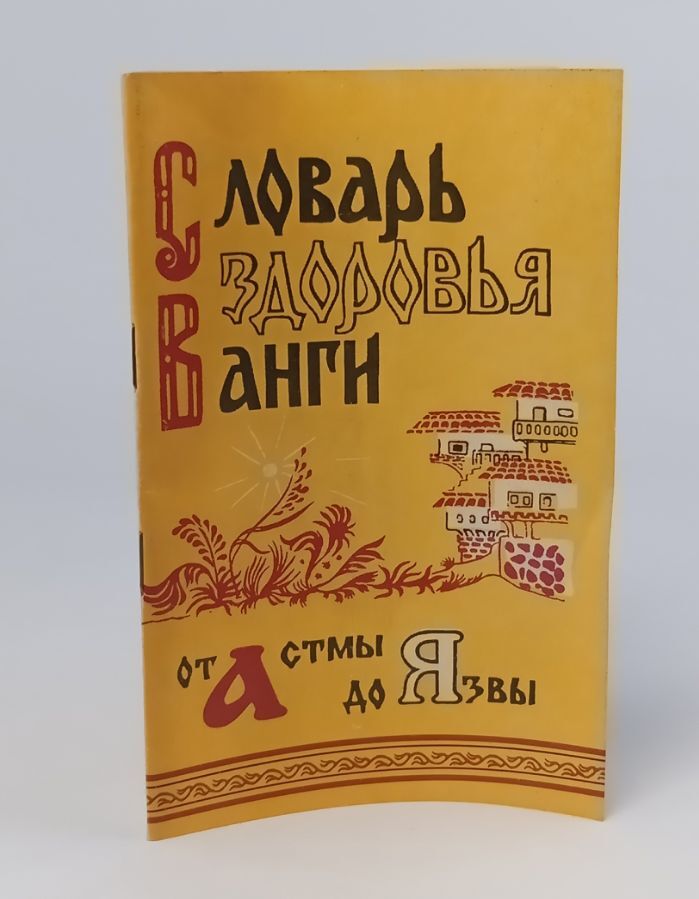 Словарь
здоровья
Ванги
от Астмы
до Язвы